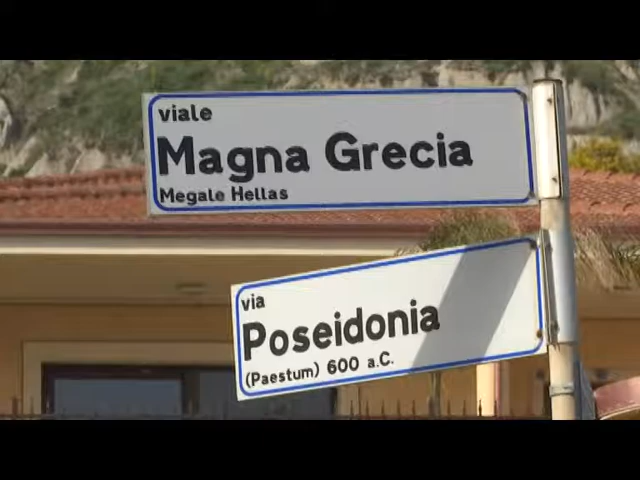 viale
Magna Grecia
Megale Hellas
via
Poseidonia
(Paestum) 600 a.C.